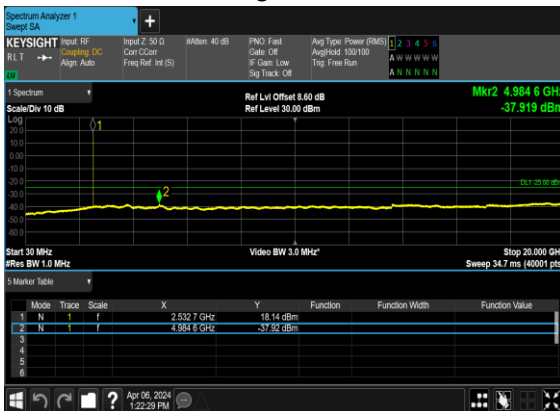 Spectrum Analyzer 1
Swept SA
KEYSIGHT Input: RF Input Z: 50 Ω #Atten: 40 dB PNO: Fast Avg Type: Power (RMS) 1 2 3 4 5 6
RLT Coupling: DC Corr CCorr Gate: Off Avg|Hold: 100/100 A W W W W W
Align: Auto Freq Ref: Int (S) IF Gain: Low Trig: Free Run
LXI Sig Track: Off A N N N N N
1 Spectrum
Scale/Div 10 dB Ref Lvl Offset 8.60 dB Mkr2 4.984 6 GHz
Ref Level 30.00 dBm -37.919 dBm
Log
20.0 1
10.0
0.00
-10.0
-20.0 DL1 -25.00 dBm
-30.0 2
-40.0
-50.0
-60.0
Start 30 MHz Video BW 3.0 MHz* Stop 20.000 GHz
#Res BW 1.0 MHz Sweep 34.7 ms (40001 pts)
5 Marker Table
Mode Trace Scale X Y Function Function Width Function Value
1 N 1 f 2.532 7 GHz 18.14 dBm
2 N 1 f 4.984 6 GHz -37.92 dBm
3
4
5
6
? Apr 06, 2024
1:22:29 PM